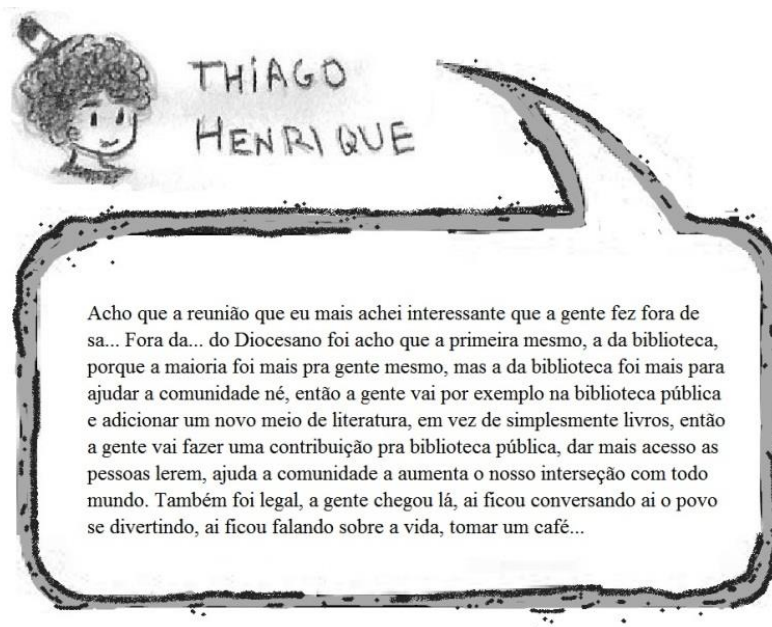 THIAGO
HENRIQUE
Acho que a reunião que eu mais achei interessante que a gente fez fora de
sa... Fora da... do Diocesano foi acho que a primeira mesmo, a da biblioteca,
porque a maioria foi mais pra gente mesmo, mas a da biblioteca foi mais para
ajudar a comunidade né, então a gente vai por exemplo na biblioteca pública
e adicionar um novo meio de literatura, em vez de simplesmente livros, então
a gente vai fazer uma contribuição pra biblioteca pública, dar mais acesso as
pessoas lerem, ajuda a comunidade a aumenta o nosso interseção com todo
mundo. Também foi legal, a gente chegou lá, ai ficou conversando ai o povo
se divertindo, ai ficou falando sobre a vida, tomar um café...